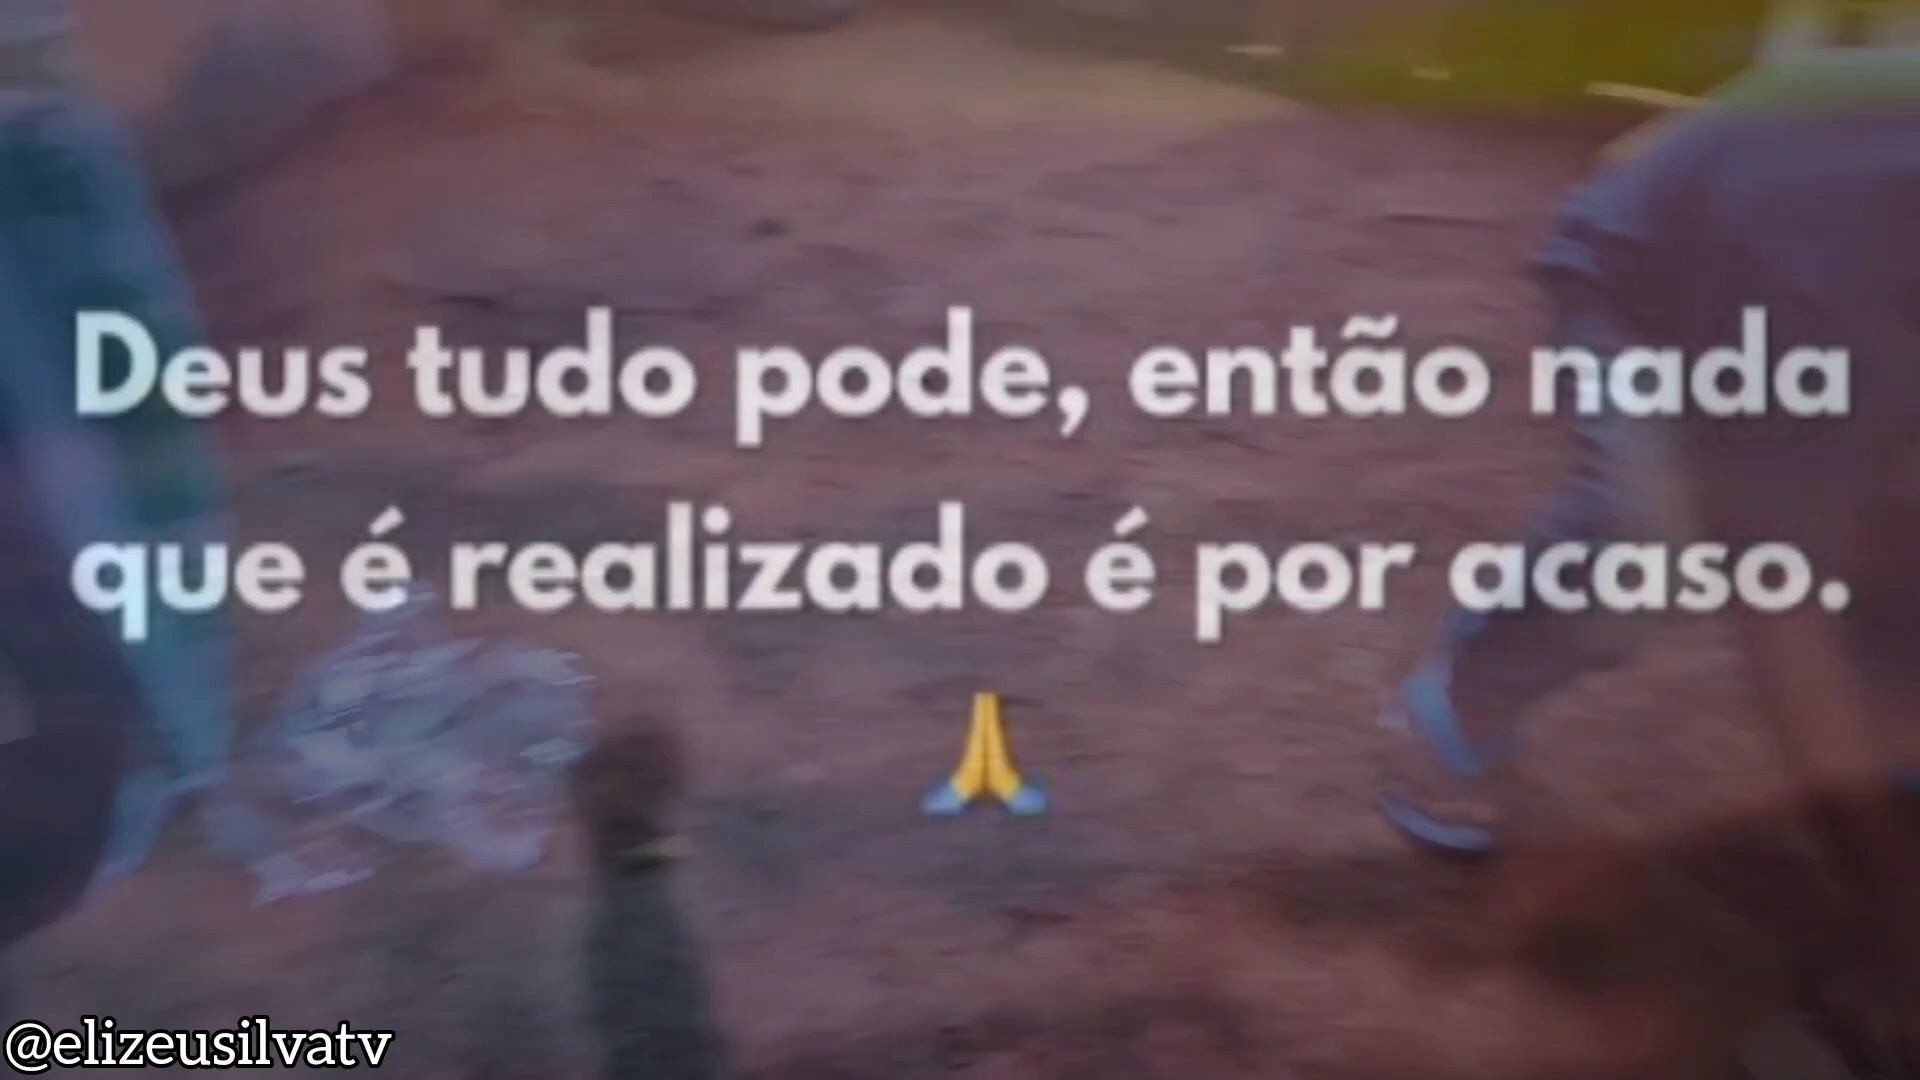 Deus tudo pode, então nada
que é realizado é por acaso.
🙏
@elizeusilvatv